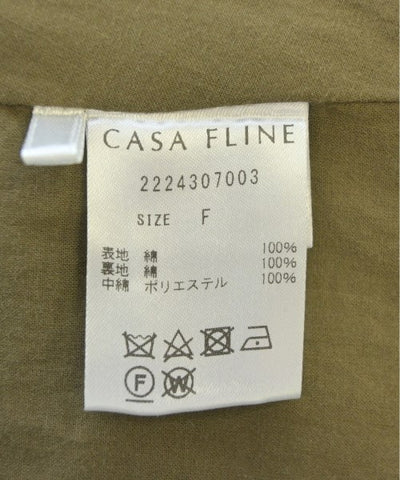 CASA FLINE
2224307003
SIZE F
表地 綿 100%
裏地 綿 100%
中綿 ポリエステル 100%
F W